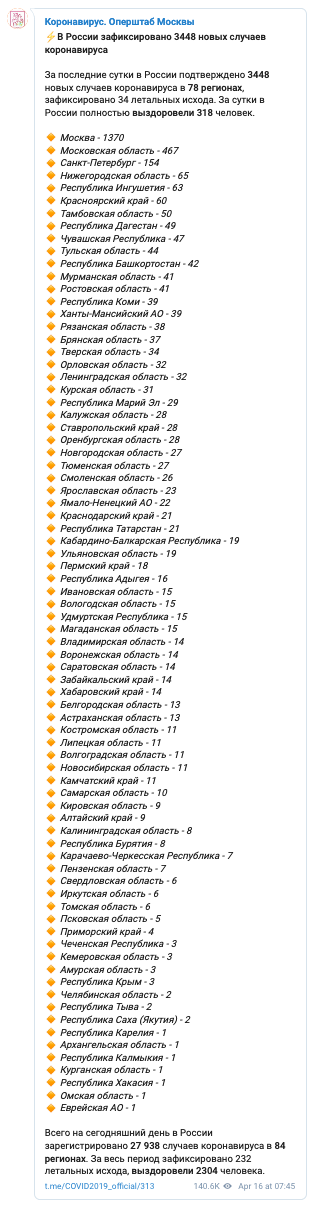 Коронавирус. Оперштаб Москвы
⚡В России зафиксировано 3448 новых случаев
коронавируса
За последние сутки в России подтверждено 3448
новых случаев коронавируса в 78 регионах,
зафиксировано 34 летальных исхода. За сутки в
России полностью выздоровели 318 человек.
🔸 Москва - 1370
🔸 Московская область - 467
🔸 Санкт-Петербург - 154
🔸 Нижегородская область - 65
🔸 Республика Ингушетия - 63
🔸 Красноярский край - 60
🔸 Тамбовская область - 50
🔸 Республика Дагестан - 49
🔸 Чувашская Республика - 47
🔸 Тульская область - 44
🔸 Республика Башкортостан - 42
🔸 Мурманская область - 41
🔸 Ростовская область - 41
🔸 Республика Коми - 39
🔸 Ханты-Мансийский АО - 39
🔸 Рязанская область - 38
🔸 Брянская область - 37
🔸 Тверская область - 34
🔸 Орловская область - 32
🔸 Ленинградская область - 32
🔸 Курская область - 31
🔸 Республика Марий Эл - 29
🔸 Калужская область - 28
🔸 Ставропольский край - 28
🔸 Оренбургская область - 28
🔸 Новгородская область - 27
🔸 Тюменская область - 27
🔸 Смоленская область - 26
🔸 Ярославская область - 23
🔸 Ямало-Ненецкий АО - 22
🔸 Краснодарский край - 21
🔸 Республика Татарстан - 21
🔸 Кабардино-Балкарская Республика - 19
🔸 Ульяновская область - 19
🔸 Пермский край - 18
🔸 Республика Адыгея - 16
🔸 Ивановская область - 15
🔸 Вологодская область - 15
🔸 Удмуртская Республика - 15
🔸 Магаданская область - 15
🔸 Владимирская область - 14
🔸 Воронежская область - 14
🔸 Саратовская область - 14
🔸 Забайкальский край - 14
🔸 Хабаровский край - 14
🔸 Белгородская область - 13
🔸 Астраханская область - 13
🔸 Костромская область - 11
🔸 Липецкая область - 11
🔸 Волгоградская область - 11
🔸 Новосибирская область - 11
🔸 Камчатский край - 11
🔸 Самарская область - 10
🔸 Кировская область - 9
🔸 Алтайский край - 9
🔸 Калининградская область - 8
🔸 Республика Бурятия - 8
🔸 Карачаево-Черкесская Республика - 7
🔸 Пензенская область - 7
🔸 Свердловская область - 6
🔸 Иркутская область - 6
🔸 Томская область - 6
🔸 Псковская область - 5
🔸 Приморский край - 4
🔸 Чеченская Республика - 3
🔸 Кемеровская область - 3
🔸 Амурская область - 3
🔸 Республика Крым - 3
🔸 Челябинская область - 2
🔸 Республика Тыва - 2
🔸 Республика Саха (Якутия) - 2
🔸 Республика Карелия - 1
🔸 Архангельская область - 1
🔸 Республика Калмыкия - 1
🔸 Курганская область - 1
🔸 Республика Хакасия - 1
🔸 Омская область - 1
🔸 Еврейская АО - 1
Всего на сегодняшний день в России
зарегистрировано 27 938 случаев коронавируса в 84
регионах. За весь период зафиксировано 232
летальных исхода, выздоровели 2304 человека.
t.me/COVID2019_official/313 140.6K Apr 16 at 07:45